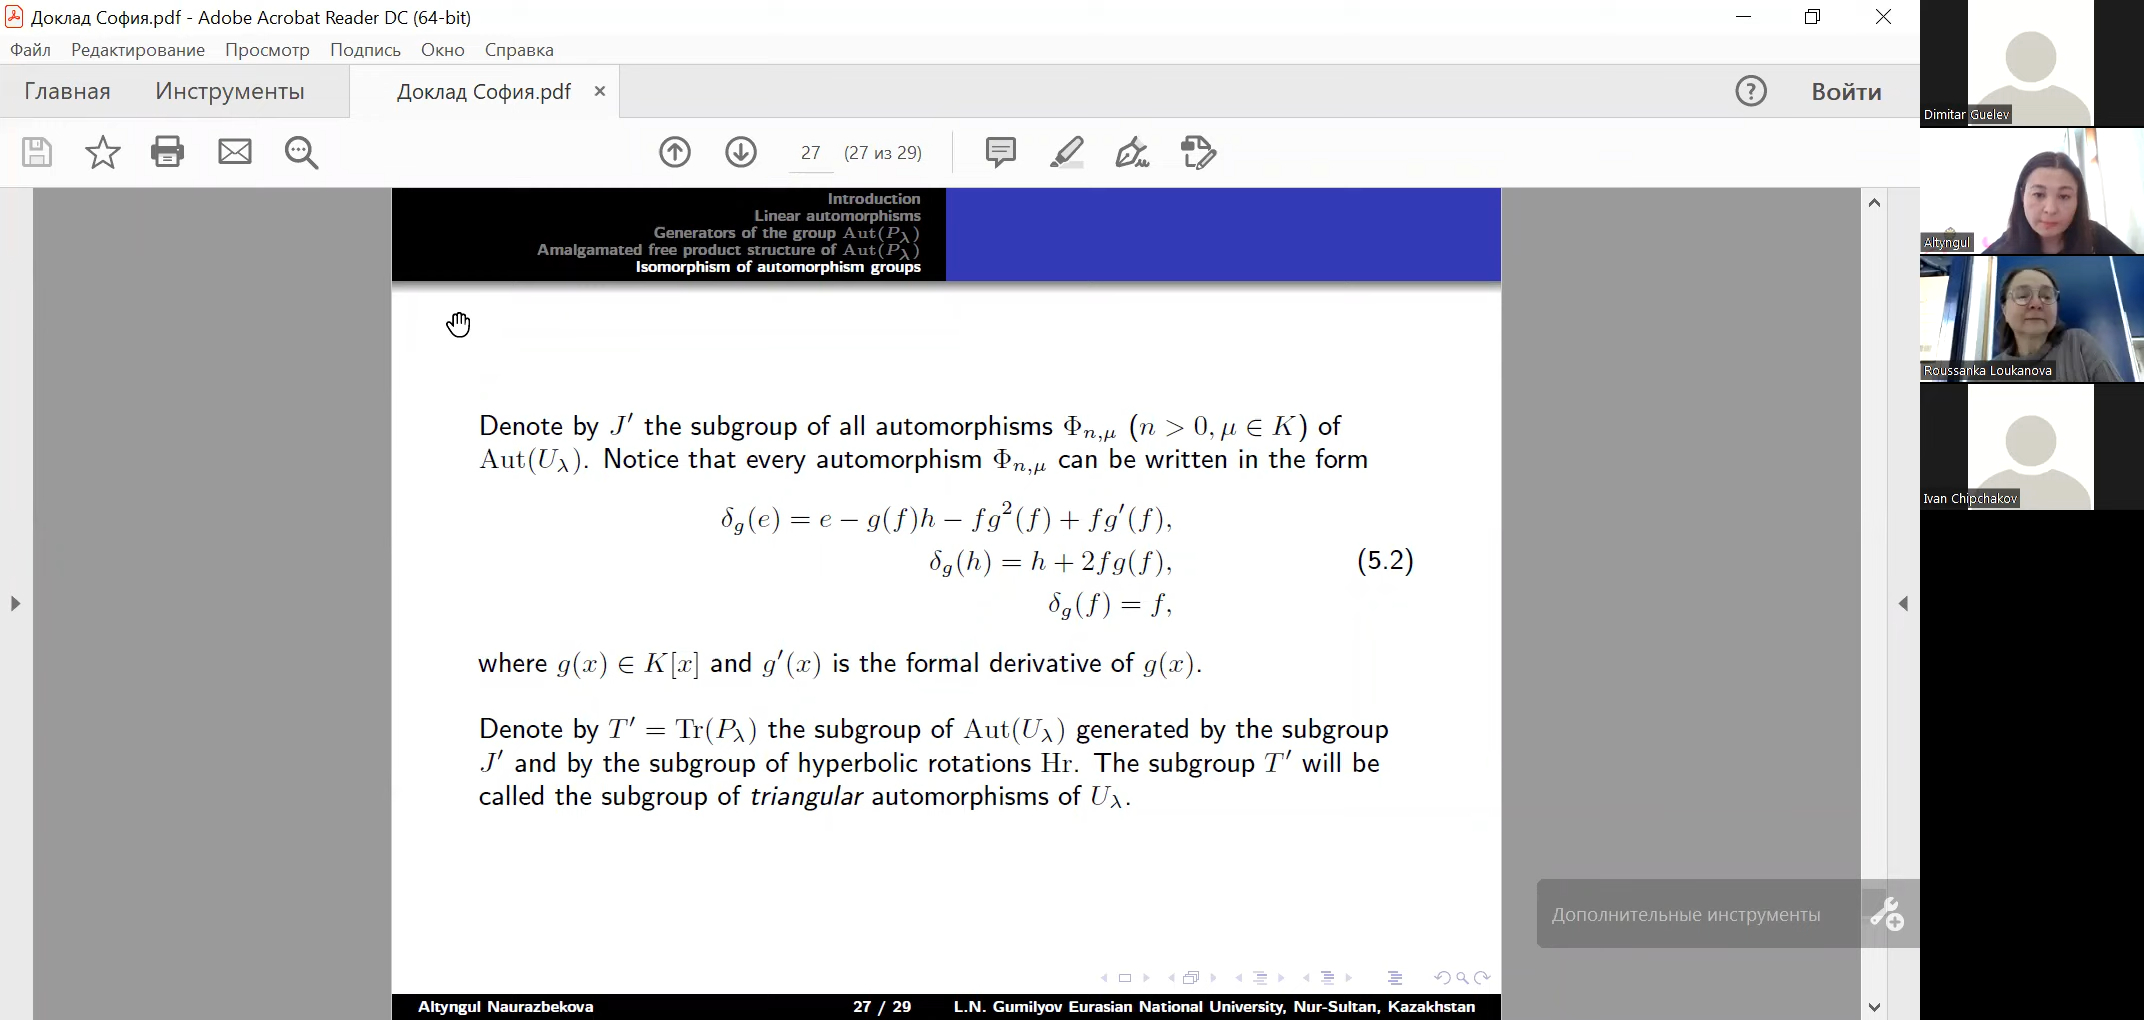 Доклад София.pdf - Adobe Acrobat Reader DC (64-bit)
Файл Редактирование Просмотр Подпись Окно Справка
Главная Инструменты Доклад София.pdf × ? Войти
27 (27 из 29)
Introduction
Linear automorphisms
Generators of the group Aut(P_λ)
Amalgamated free product structure of Aut(P_λ)
Isomorphism of automorphism groups
Denote by J′ the subgroup of all automorphisms Φ_{n,μ} (n > 0, μ ∈ K) of
Aut(U_λ). Notice that every automorphism Φ_{n,μ} can be written in the form
δ_g(e) = e − g(f)h − fg²(f) + fg′(f),
δ_g(h) = h + 2fg(f), (5.2)
δ_g(f) = f,
where g(x) ∈ K[x] and g′(x) is the formal derivative of g(x).
Denote by T′ = Tr(P_λ) the subgroup of Aut(U_λ) generated by the subgroup
J′ and by the subgroup of hyperbolic rotations Hr. The subgroup T′ will be
called the subgroup of triangular automorphisms of U_λ.
Дополнительные инструменты
Altyngul Naurazbekova 27 / 29 L.N. Gumilyov Eurasian National University, Nur-Sultan, Kazakhstan
Dimitar Guelev
Altyngul
Roussanka Loukanova
Ivan Chipchakov